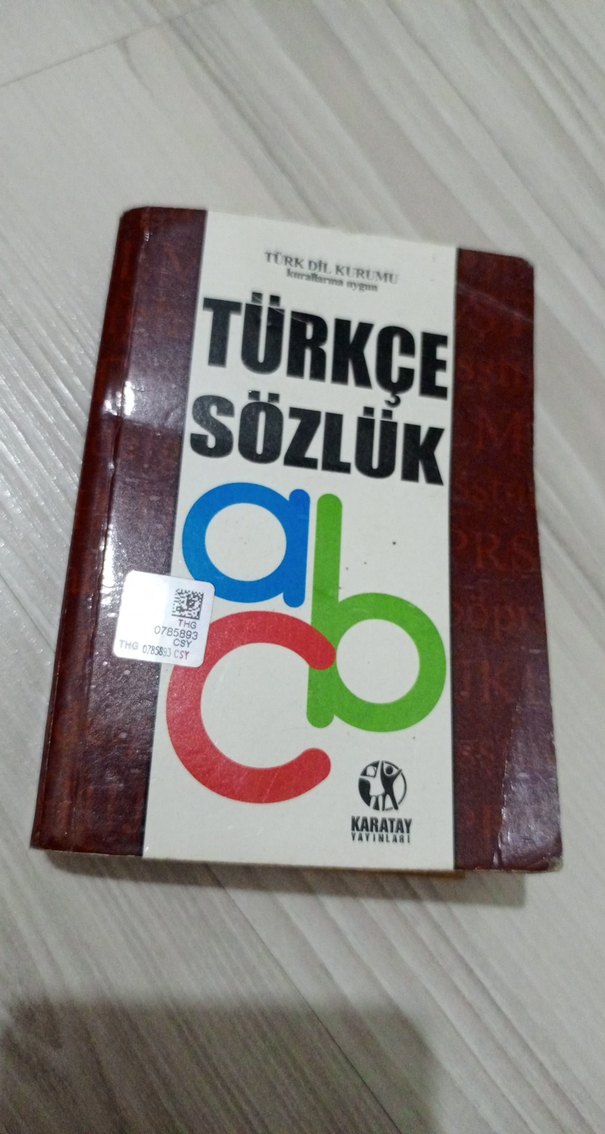 TÜRK DİL KURUMU
kurallarına uygun
TÜRKÇE
SÖZLÜK
abc
THG
0785893
CSY
THG 0785893 CSY
KARATAY
YAYINLARI